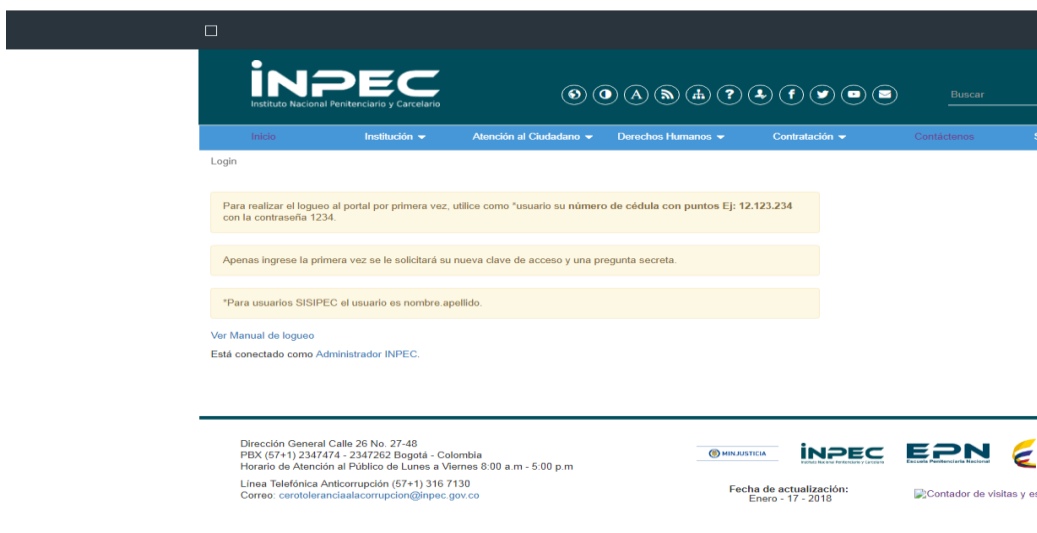 INPEC
Instituto Nacional Penitenciario y Carcelario
Buscar
Inicio Institución Atención al Ciudadano Derechos Humanos Contratación Contáctenos S
Login
Para realizar el logueo al portal por primera vez, utilice como *usuario su número de cédula con puntos Ej: 12.123.234
con la contraseña 1234.
Apenas ingrese la primera vez se le solicitará su nueva clave de acceso y una pregunta secreta.
*Para usuarios SISIPEC el usuario es nombre.apellido.
Ver Manual de logueo
Está conectado como Administrador INPEC.
Dirección General Calle 26 No. 27-48
PBX (57+1) 2347474 - 2347262 Bogotá - Colombia
Horario de Atención al Público de Lunes a Viernes 8:00 a.m - 5:00 p.m
Línea Telefónica Anticorrupción (57+1) 316 7130
Correo: cerotoleranciaalacorrupcion@inpec.gov.co
MINJUSTICIA
INPEC
Instituto Nacional Penitenciario y Carcelario
EPN
Escuela Penitenciaria Nacional
Fecha de actualización:
Enero - 17 - 2018
Contador de visitas y es